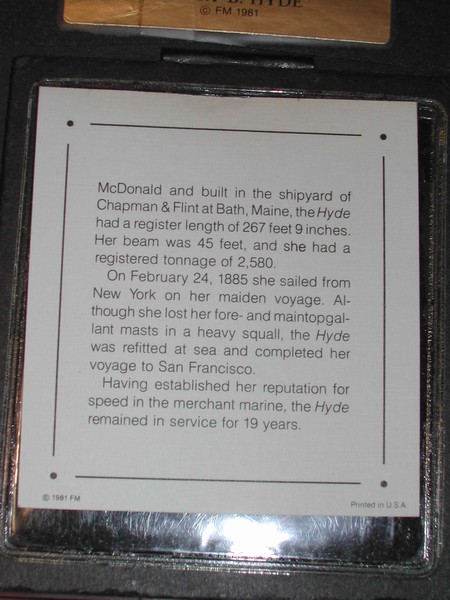 B. HYDE
© FM 1981
McDonald and built in the shipyard of
Chapman & Flint at Bath, Maine, the Hyde
had a register length of 267 feet 9 inches.
Her beam was 45 feet, and she had a
registered tonnage of 2,580.
On February 24, 1885 she sailed from
New York on her maiden voyage. Al-
though she lost her fore- and maintopgal-
lant masts in a heavy squall, the Hyde
was refitted at sea and completed her
voyage to San Francisco.
Having established her reputation for
speed in the merchant marine, the Hyde
remained in service for 19 years.
© 1981 FM
Printed in U.S.A.